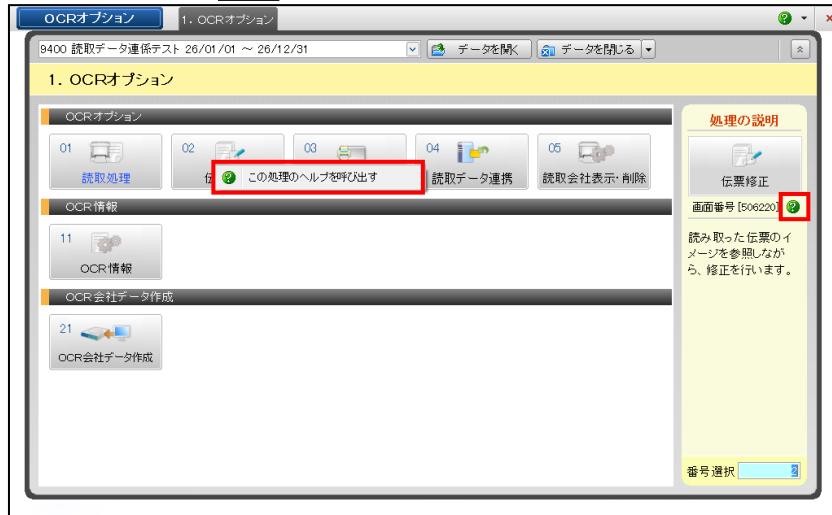 OCRオプション
1. OCRオプション
9400 読取データ連係テスト 26/01/01 ～ 26/12/31
データを開く
データを閉じる
1. OCRオプション
OCRオプション
01
読取処理
02
03
04
読取データ連携
05
読取会社表示・削除
この処理のヘルプを呼び出す
OCR情報
11
OCR情報
OCR会社データ作成
21
OCR会社データ作成
処理の説明
伝票修正
画面番号 [506220]
読み取った伝票のイ
メージを参照しなが
ら、修正を行います。
番号選択
2